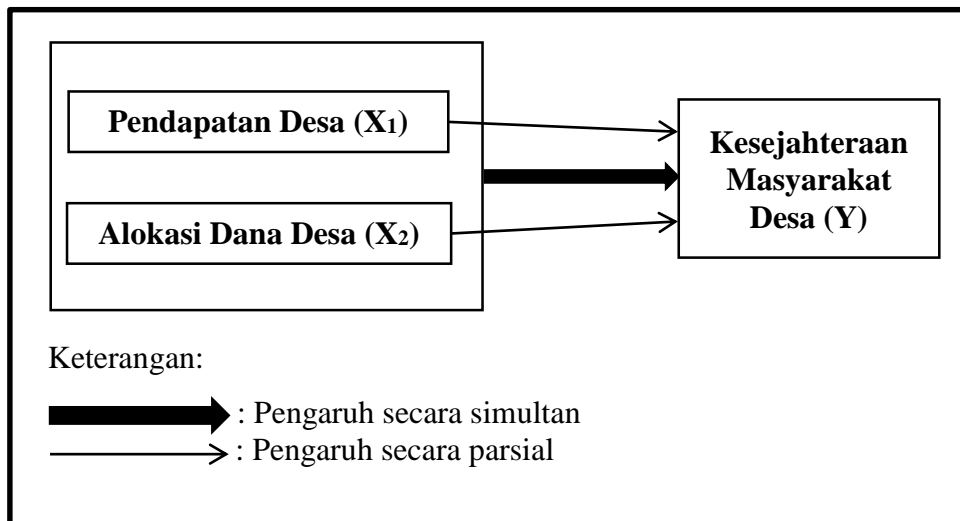 Pendapatan Desa (X₁)
Alokasi Dana Desa (X₂)
Kesejahteraan
Masyarakat
Desa (Y)
Keterangan:
: Pengaruh secara simultan
: Pengaruh secara parsial